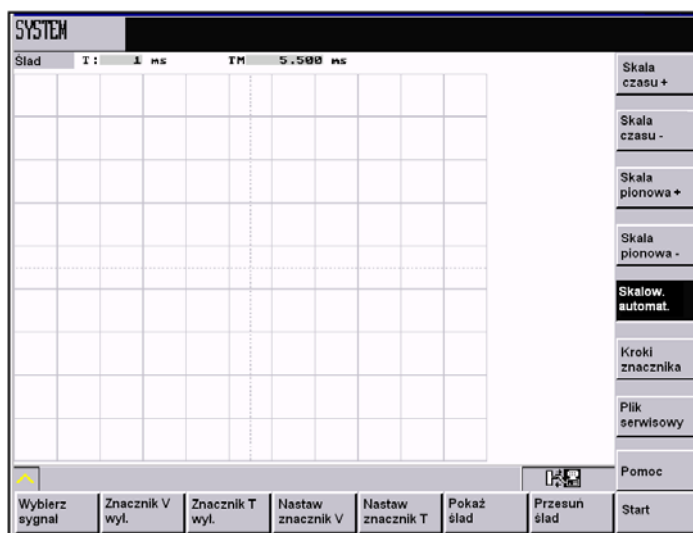 SYSTEM
Ślad T: 1 ms TM 5.500 ms
Skala
czasu +
Skala
czasu -
Skala
pionowa +
Skala
pionowa -
Skalow.
automat.
Kroki
znacznika
Plik
serwisowy
Pomoc
Wybierz
sygnał
Znacznik V
wył.
Znacznik T
wył.
Nastaw
znacznik V
Nastaw
znacznik T
Pokaż
ślad
Przesuń
ślad
Start